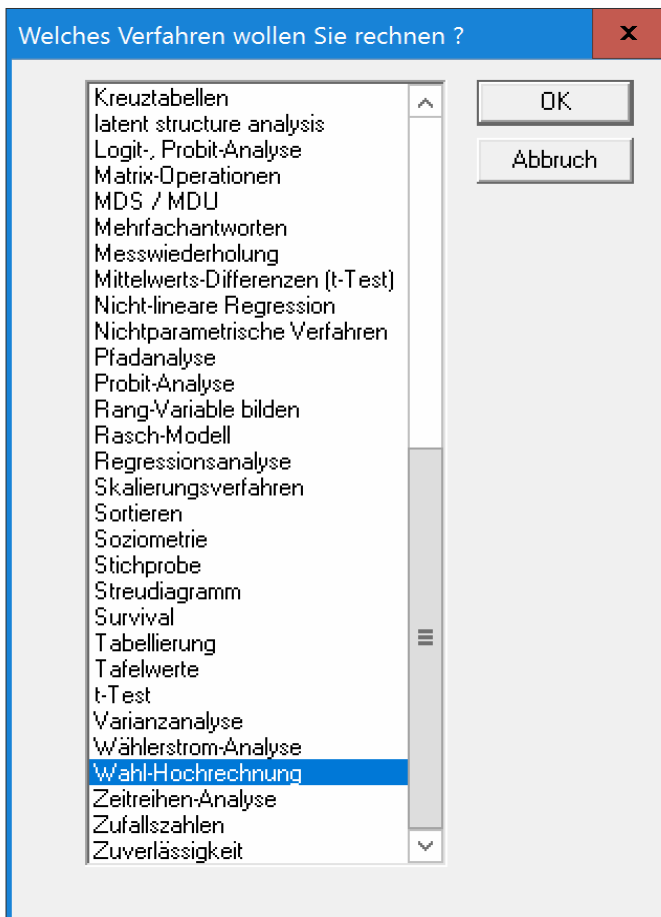 Welches Verfahren wollen Sie rechnen ?
x
Kreuztabellen
latent structure analysis
Logit-, Probit-Analyse
Matrix-Operationen
MDS / MDU
Mehrfachantworten
Messwiederholung
Mittelwerts-Differenzen (t-Test)
Nicht-lineare Regression
Nichtparametrische Verfahren
Pfadanalyse
Probit-Analyse
Rang-Variable bilden
Rasch-Modell
Regressionsanalyse
Skalierungsverfahren
Sortieren
Soziometrie
Stichprobe
Streudiagramm
Survival
Tabellierung
Tafelwerte
t-Test
Varianzanalyse
Wählerstrom-Analyse
Wahl-Hochrechnung
Zeitreihen-Analyse
Zufallszahlen
Zuverlässigkeit
OK
Abbruch